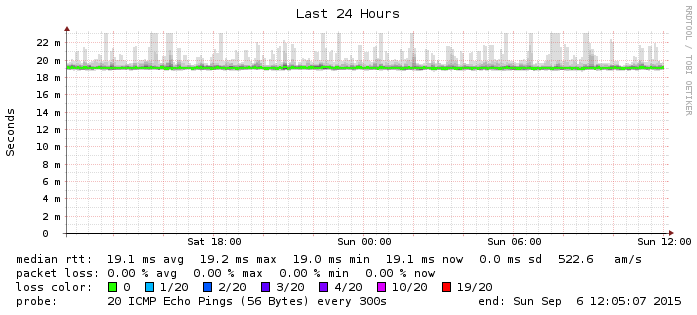 Last 24 Hours
RRDTOOL / TOBI OETIKER
Seconds
22 m
20 m
18 m
16 m
14 m
12 m
10 m
8 m
6 m
4 m
2 m
0
Sat 18:00 Sun 00:00 Sun 06:00 Sun 12:00
median rtt: 19.1 ms avg 19.2 ms max 19.0 ms min 19.1 ms now 0.0 ms sd 522.6 am/s
packet loss: 0.00 % avg 0.00 % max 0.00 % min 0.00 % now
loss color: 0 1/20 2/20 3/20 4/20 10/20 19/20
probe: 20 ICMP Echo Pings (56 Bytes) every 300s end: Sun Sep 6 12:05:07 2015